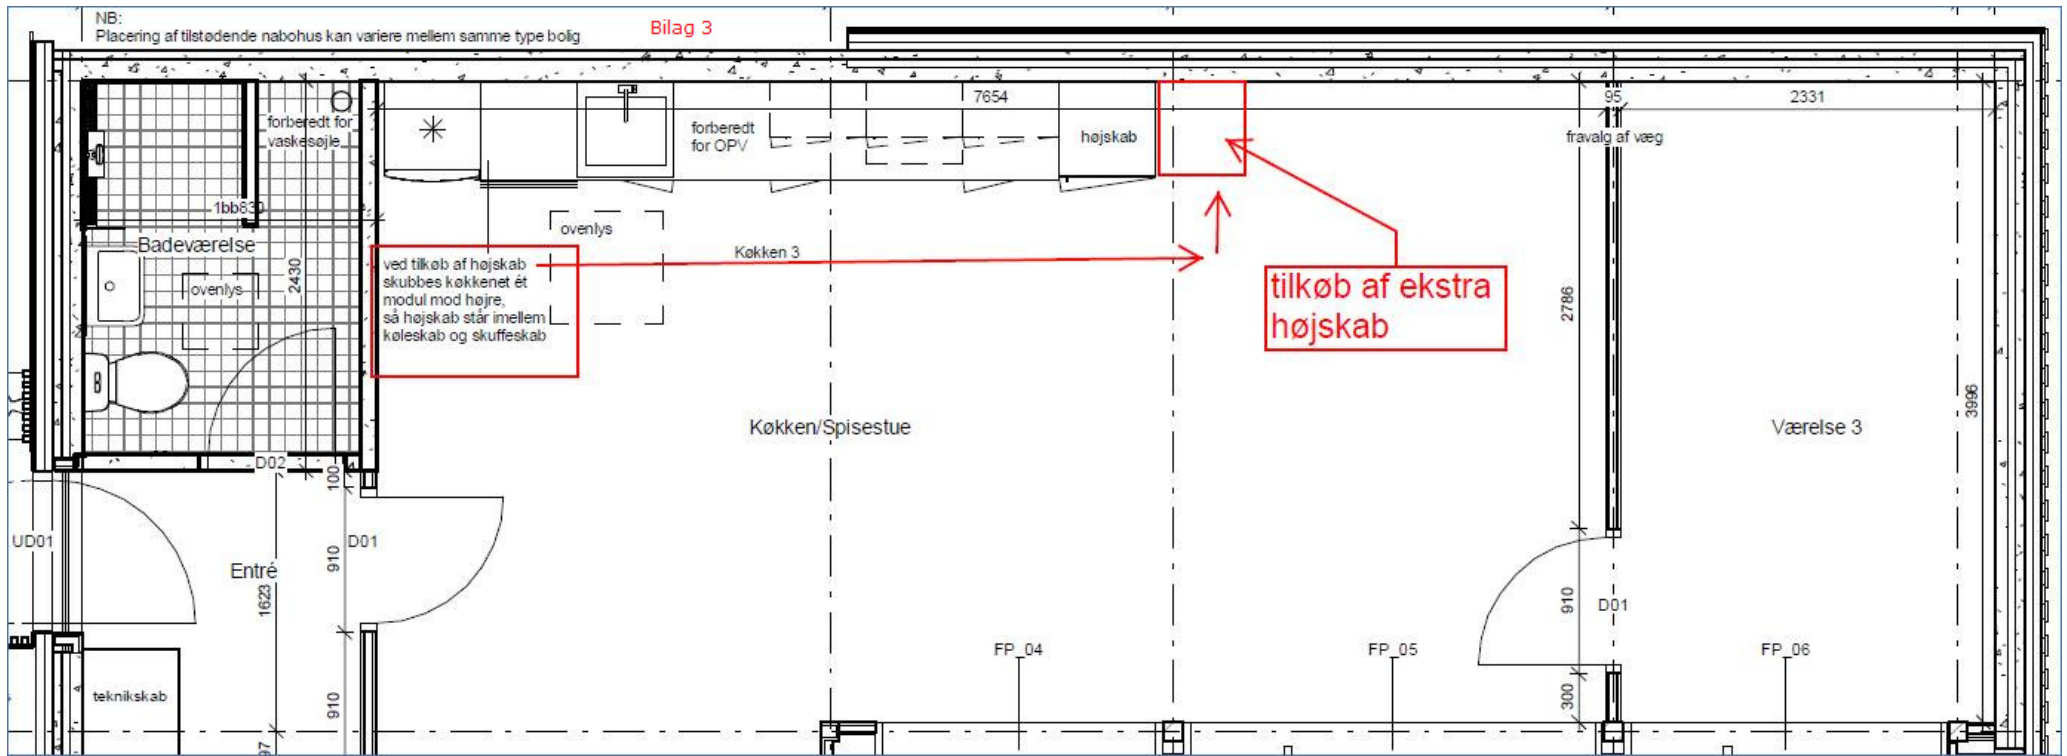 NB:
Placering af tilstødende nabohus kan variere mellem samme type bolig
Bilag 3
7654
95
2331
forberedt for
vaskesøjle
forberedt
for OPV
højskab
fravalg af væg
1bb830
Badeværelse
ovenlys
2430
ovenlys
Køkken 3
ved tilkøb af højskab
skubbes køkkenet ét
modul mod højre,
så højskab står imellem
køleskab og skuffeskab
tilkøb af ekstra
højskab
2786
3996
Køkken/Spisestue
Værelse 3
D02
100
UD01
D01
910
Entré
1623
910
D01
FP_04
FP_05
FP_06
teknikskab
910
300
97